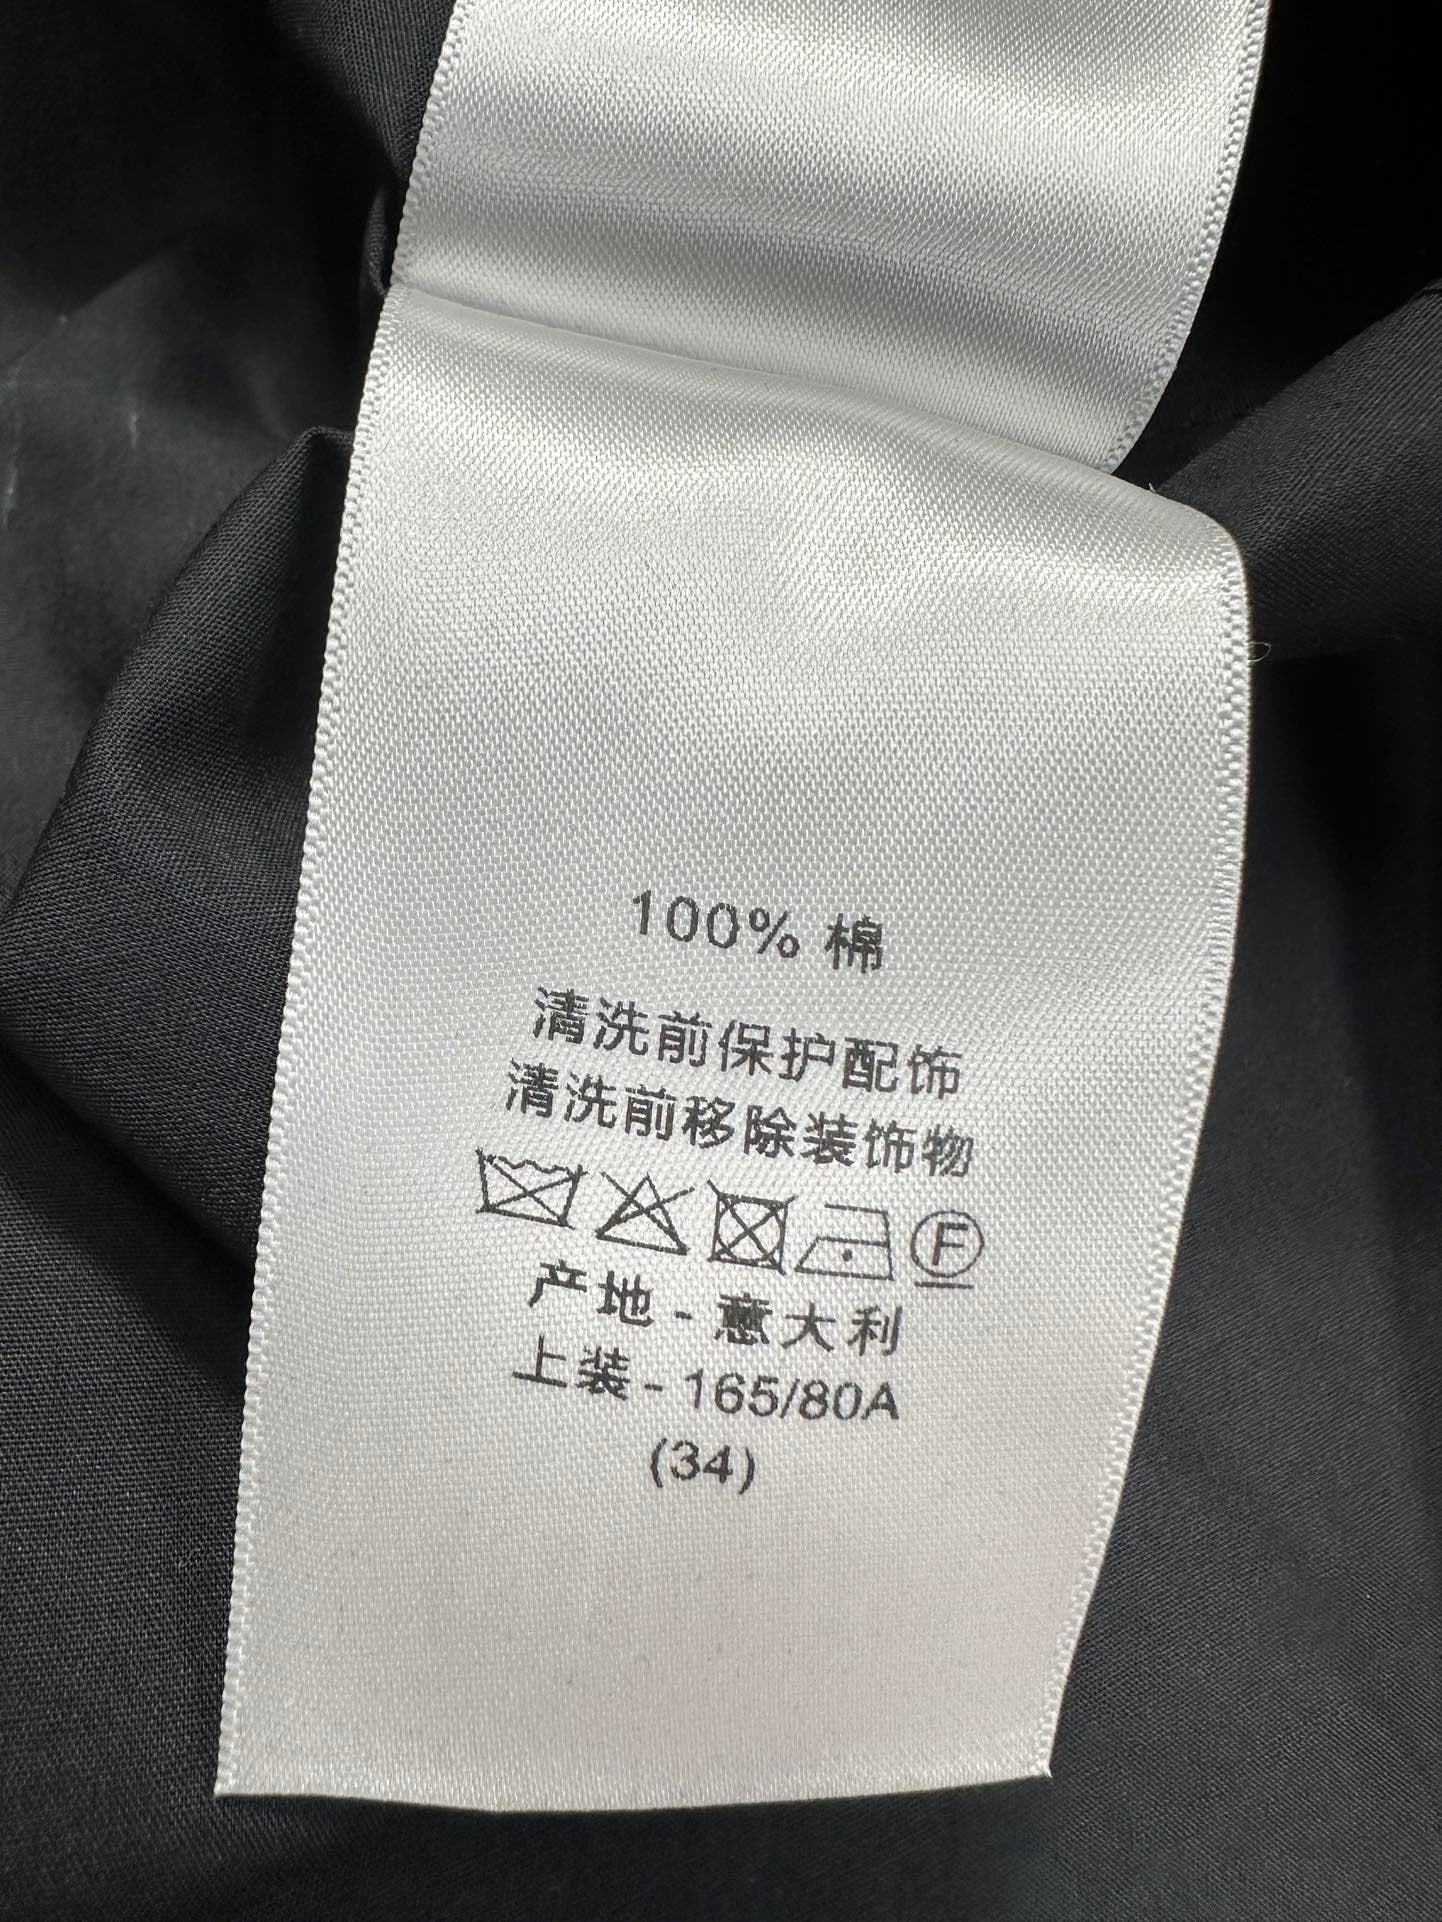 100% 棉
清洗前保护配饰
清洗前移除装饰物
F
产地 - 意大利
上装 - 165/80A
(34)